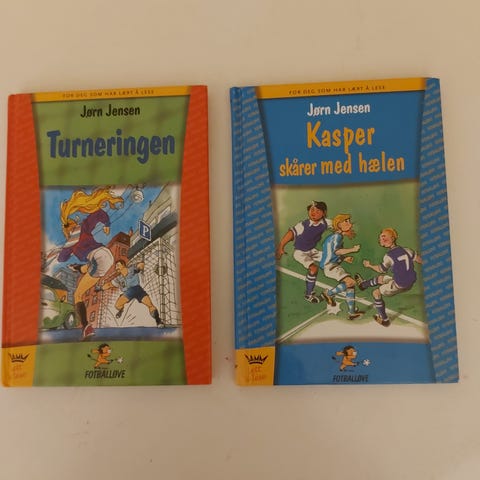 FOR DEG SOM HAR LÆRT Å LESE
Jørn Jensen
Turneringen
P
FOTBALLØVE
FOR DEG SOM HAR LÆRT Å LESE
Jørn Jensen
Kasper
skårer med hælen
7
FOTBALLØVE